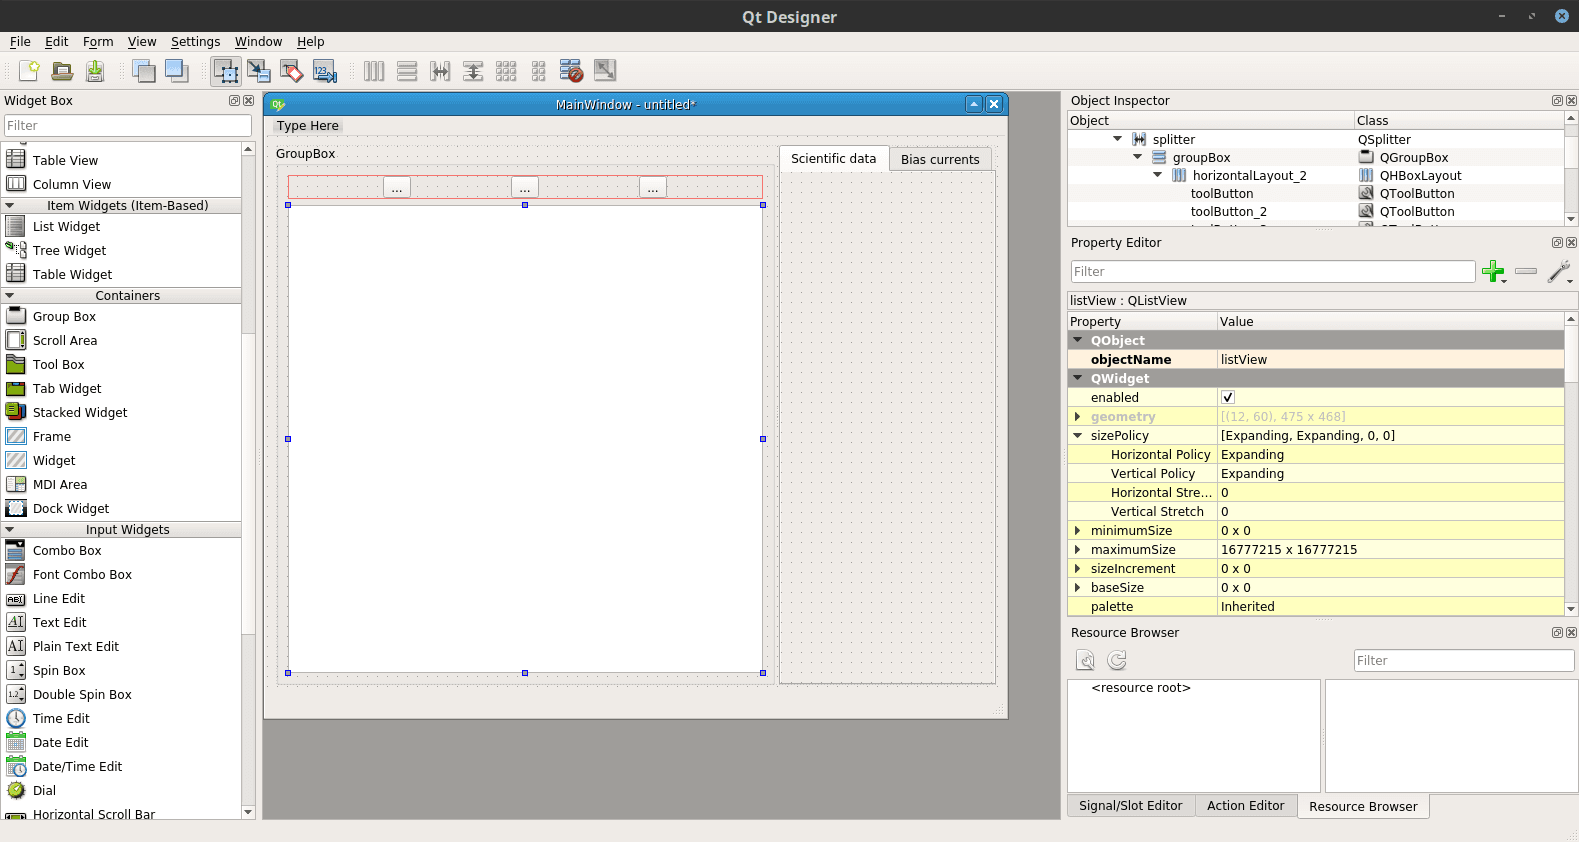 Qt Designer
File Edit Form View Settings Window Help
Widget Box
Filter
Table View
Column View
Item Widgets (Item-Based)
List Widget
Tree Widget
Table Widget
Containers
Group Box
Scroll Area
Tool Box
Tab Widget
Stacked Widget
Frame
Widget
MDI Area
Dock Widget
Input Widgets
Combo Box
Font Combo Box
Line Edit
Text Edit
Plain Text Edit
Spin Box
Double Spin Box
Time Edit
Date Edit
Date/Time Edit
Dial
Horizontal Scroll Bar
MainWindow - untitled*
Type Here
GroupBox
... ... ...
Scientific data Bias currents
Object Inspector
Object Class
splitter QSplitter
groupBox QGroupBox
horizontalLayout_2 QHBoxLayout
toolButton QToolButton
toolButton_2 QToolButton
Property Editor
Filter
listView : QListView
Property Value
QObject
objectName listView
QWidget
enabled
geometry [(12, 60), 475 x 468]
sizePolicy [Expanding, Expanding, 0, 0]
Horizontal Policy Expanding
Vertical Policy Expanding
Horizontal Stre... 0
Vertical Stretch 0
minimumSize 0 x 0
maximumSize 16777215 x 16777215
sizeIncrement 0 x 0
baseSize 0 x 0
palette Inherited
Resource Browser
Filter
<resource root>
Signal/Slot Editor Action Editor Resource Browser